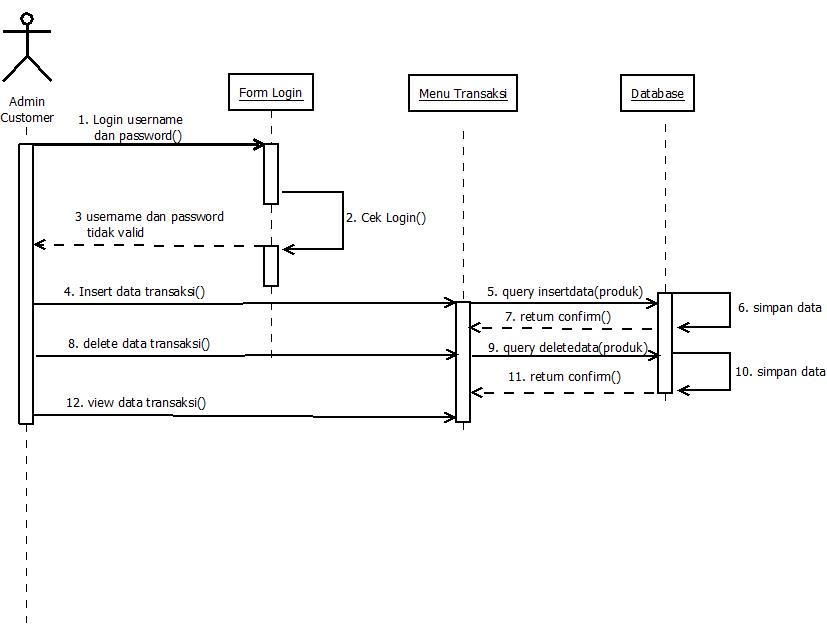 Admin
Customer
Form Login
Menu Transaksi
Database
1. Login username
dan password()
2. Cek Login()
3 username dan password
tidak valid
4. Insert data transaksi()
5. query insertdata(produk)
6. simpan data
7. return confirm()
8. delete data transaksi()
9. query deletedata(produk)
10. simpan data
11. return confirm()
12. view data transaksi()